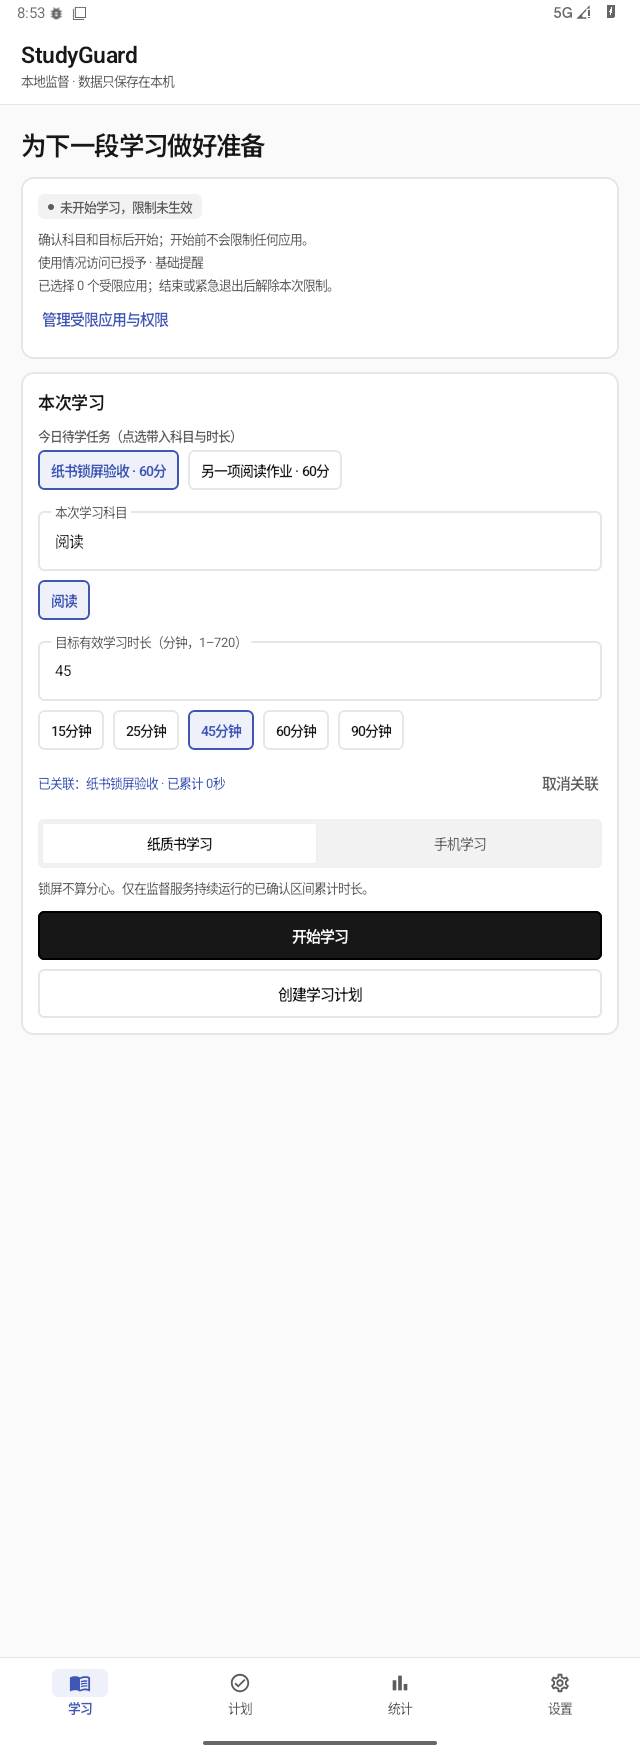 8:53
5G
StudyGuard
本地监督 · 数据只保存在本机
为下一段学习做好准备
未开始学习，限制未生效
确认科目和目标后开始；开始前不会限制任何应用。
使用情况访问已授予 · 基础提醒
已选择 0 个受限应用；结束或紧急退出后解除本次限制。
管理受限应用与权限
本次学习
今日待学任务（点选带入科目与时长）
纸书锁屏验收 · 60分
另一项阅读作业 · 60分
本次学习科目
阅读
阅读
目标有效学习时长（分钟，1–720）
45
15分钟
25分钟
45分钟
60分钟
90分钟
已关联：纸书锁屏验收 · 已累计 0秒
取消关联
纸质书学习
手机学习
锁屏不算分心。仅在监督服务持续运行的已确认区间累计时长。
开始学习
创建学习计划
学习
计划
统计
设置